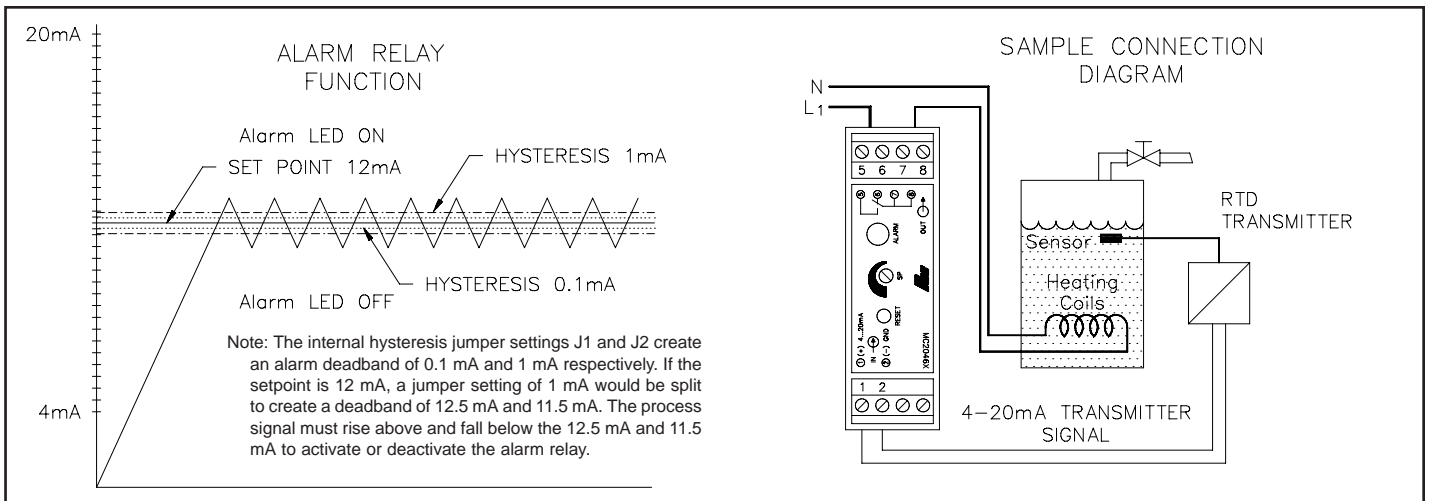 20mA
ALARM RELAY
FUNCTION
Alarm LED ON
SET POINT 12mA
HYSTERESIS 1mA
HYSTERESIS 0.1mA
Alarm LED OFF
4mA
Note: The internal hysteresis jumper settings J1 and J2 create
an alarm deadband of 0.1 mA and 1 mA respectively. If the
setpoint is 12 mA, a jumper setting of 1 mA would be split
to create a deadband of 12.5 mA and 11.5 mA. The process
signal must rise above and fall below the 12.5 mA and 11.5
mA to activate or deactivate the alarm relay.
SAMPLE CONNECTION
DIAGRAM
N
L1
5 6 7 8
5 6 7 8
ALARM
OUT
SP
RESET
1 (+) 4...20mA
IN
2 (-) GND
MC2046X
1 2
Sensor
Heating
Coils
RTD
TRANSMITTER
4-20mA TRANSMITTER
SIGNAL